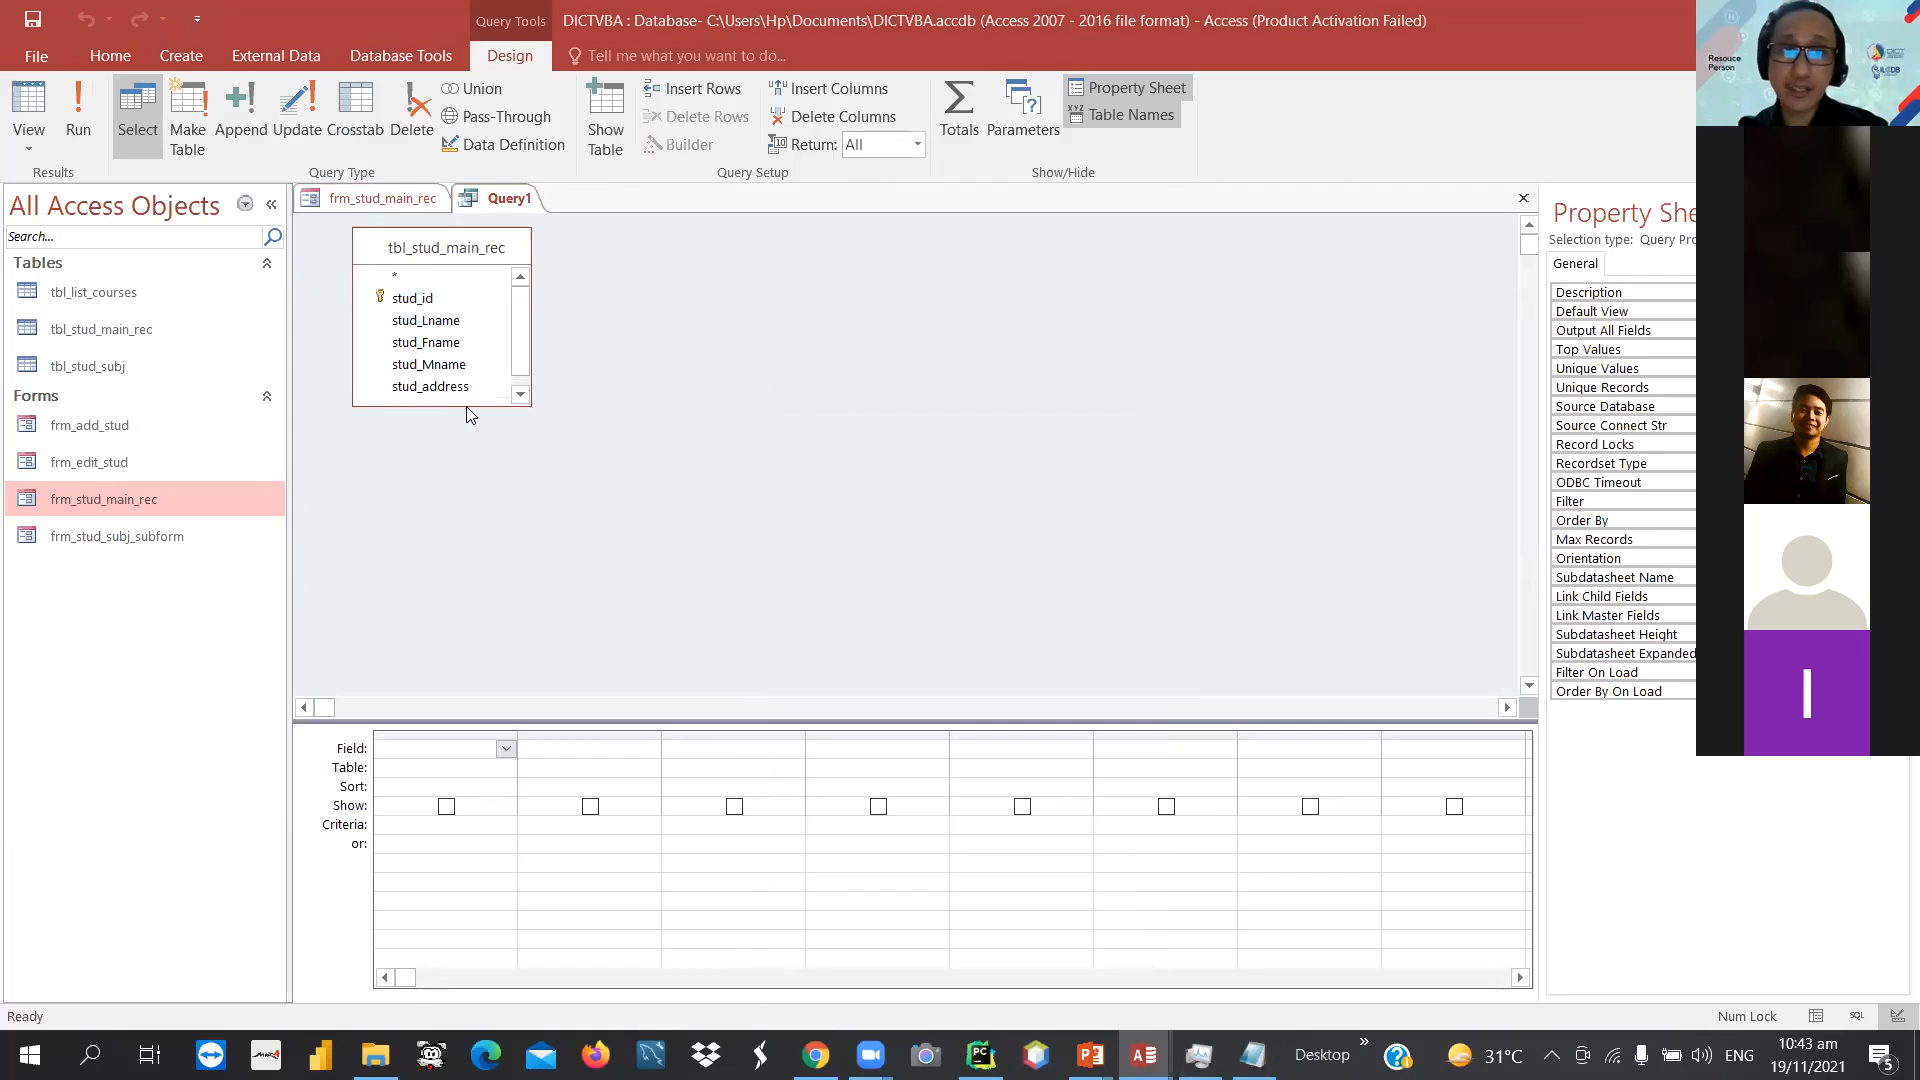 Query Tools
DICTVBA : Database- C:\Users\Hp\Documents\DICTVBA.accdb (Access 2007 - 2016 file format) - Access (Product Activation Failed)
File
Home
Create
External Data
Database Tools
Design
Tell me what you want to do...
View
Run
Results
Select
Make Table
Append
Update
Crosstab
Delete
Union
Pass-Through
Data Definition
Query Type
Show Table
Insert Rows
Delete Rows
Builder
Insert Columns
Delete Columns
Return: All
Query Setup
Totals
Parameters
Property Sheet
Table Names
Show/Hide
Resouce
Person
All Access Objects
Search...
Tables
tbl_list_courses
tbl_stud_main_rec
tbl_stud_subj
Forms
frm_add_stud
frm_edit_stud
frm_stud_main_rec
frm_stud_subj_subform
frm_stud_main_rec
Query1
tbl_stud_main_rec
*
stud_id
stud_Lname
stud_Fname
stud_Mname
stud_address
Field:
Table:
Sort:
Show:
Criteria:
or:
Property She
Selection type: Query Pro
General
Description
Default View
Output All Fields
Top Values
Unique Values
Unique Records
Source Database
Source Connect Str
Record Locks
Recordset Type
ODBC Timeout
Filter
Order By
Max Records
Orientation
Subdatasheet Name
Link Child Fields
Link Master Fields
Subdatasheet Height
Subdatasheet Expanded
Filter On Load
Order By On Load
I
Ready
Num Lock
SQL
Desktop
31°C
ENG
10:43 am
19/11/2021
5